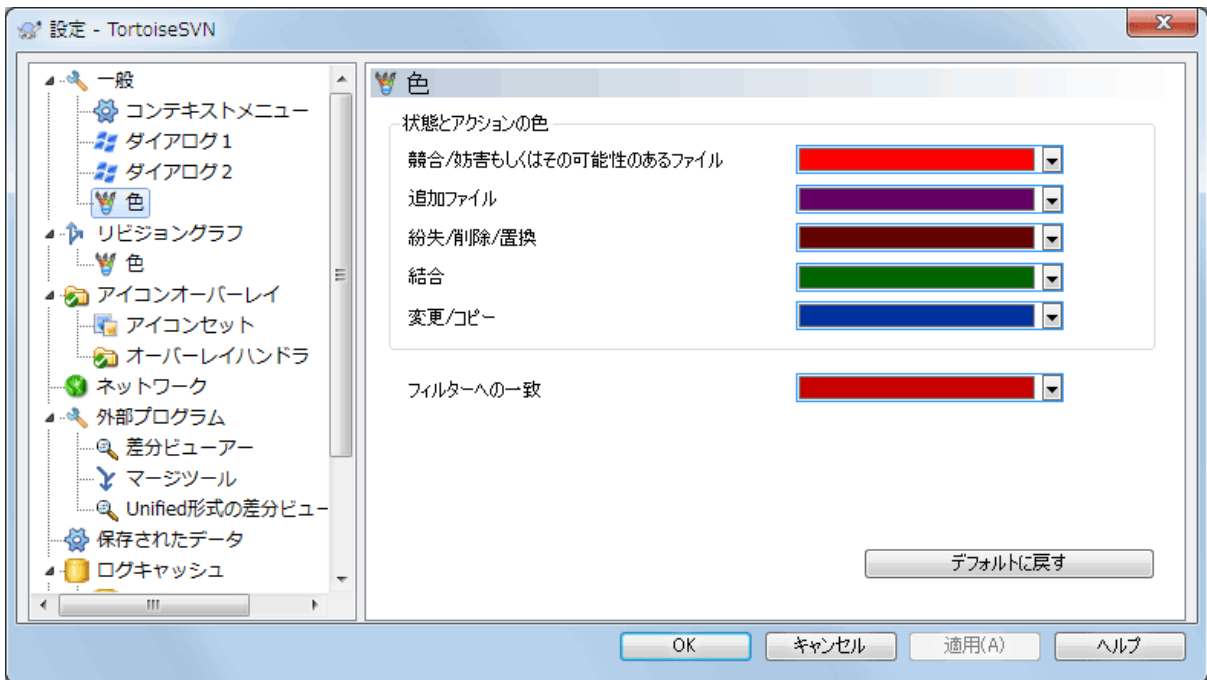 設定 - TortoiseSVN
一般
コンテキストメニュー
ダイアログ1
ダイアログ2
色
リビジョングラフ
色
アイコンオーバーレイ
アイコンセット
オーバーレイハンドラ
ネットワーク
外部プログラム
差分ビューアー
マージツール
Unified形式の差分ビュー
保存されたデータ
ログキャッシュ
色
状態とアクションの色
競合/妨害もしくはその可能性のあるファイル
追加ファイル
紛失/削除/置換
結合
変更/コピー
フィルターへの一致
デフォルトに戻す
OK
キャンセル
適用(A)
ヘルプ